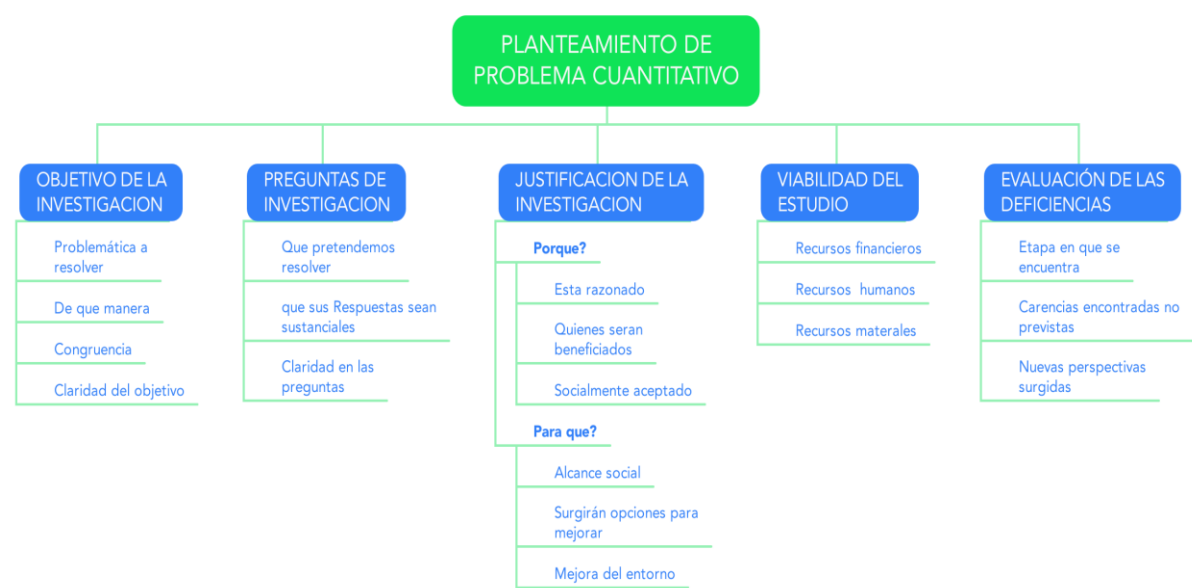 PLANTEAMIENTO DE
PROBLEMA CUANTITATIVO
OBJETIVO DE LA
INVESTIGACION
Problemática a
resolver
De que manera
Congruencia
Claridad del objetivo
PREGUNTAS DE
INVESTIGACION
Que pretendemos
resolver
que sus Respuestas sean
sustanciales
Claridad en las
preguntas
JUSTIFICACION DE LA
INVESTIGACION
Porque?
Esta razonado
Quienes seran
beneficiados
Socialmente aceptado
Para que?
Alcance social
Surgirán opciones para
mejorar
Mejora del entorno
VIABILIDAD DEL
ESTUDIO
Recursos financieros
Recursos humanos
Recursos materales
EVALUACIÓN DE LAS
DEFICIENCIAS
Etapa en que se
encuentra
Carencias encontradas no
previstas
Nuevas perspectivas
surgidas